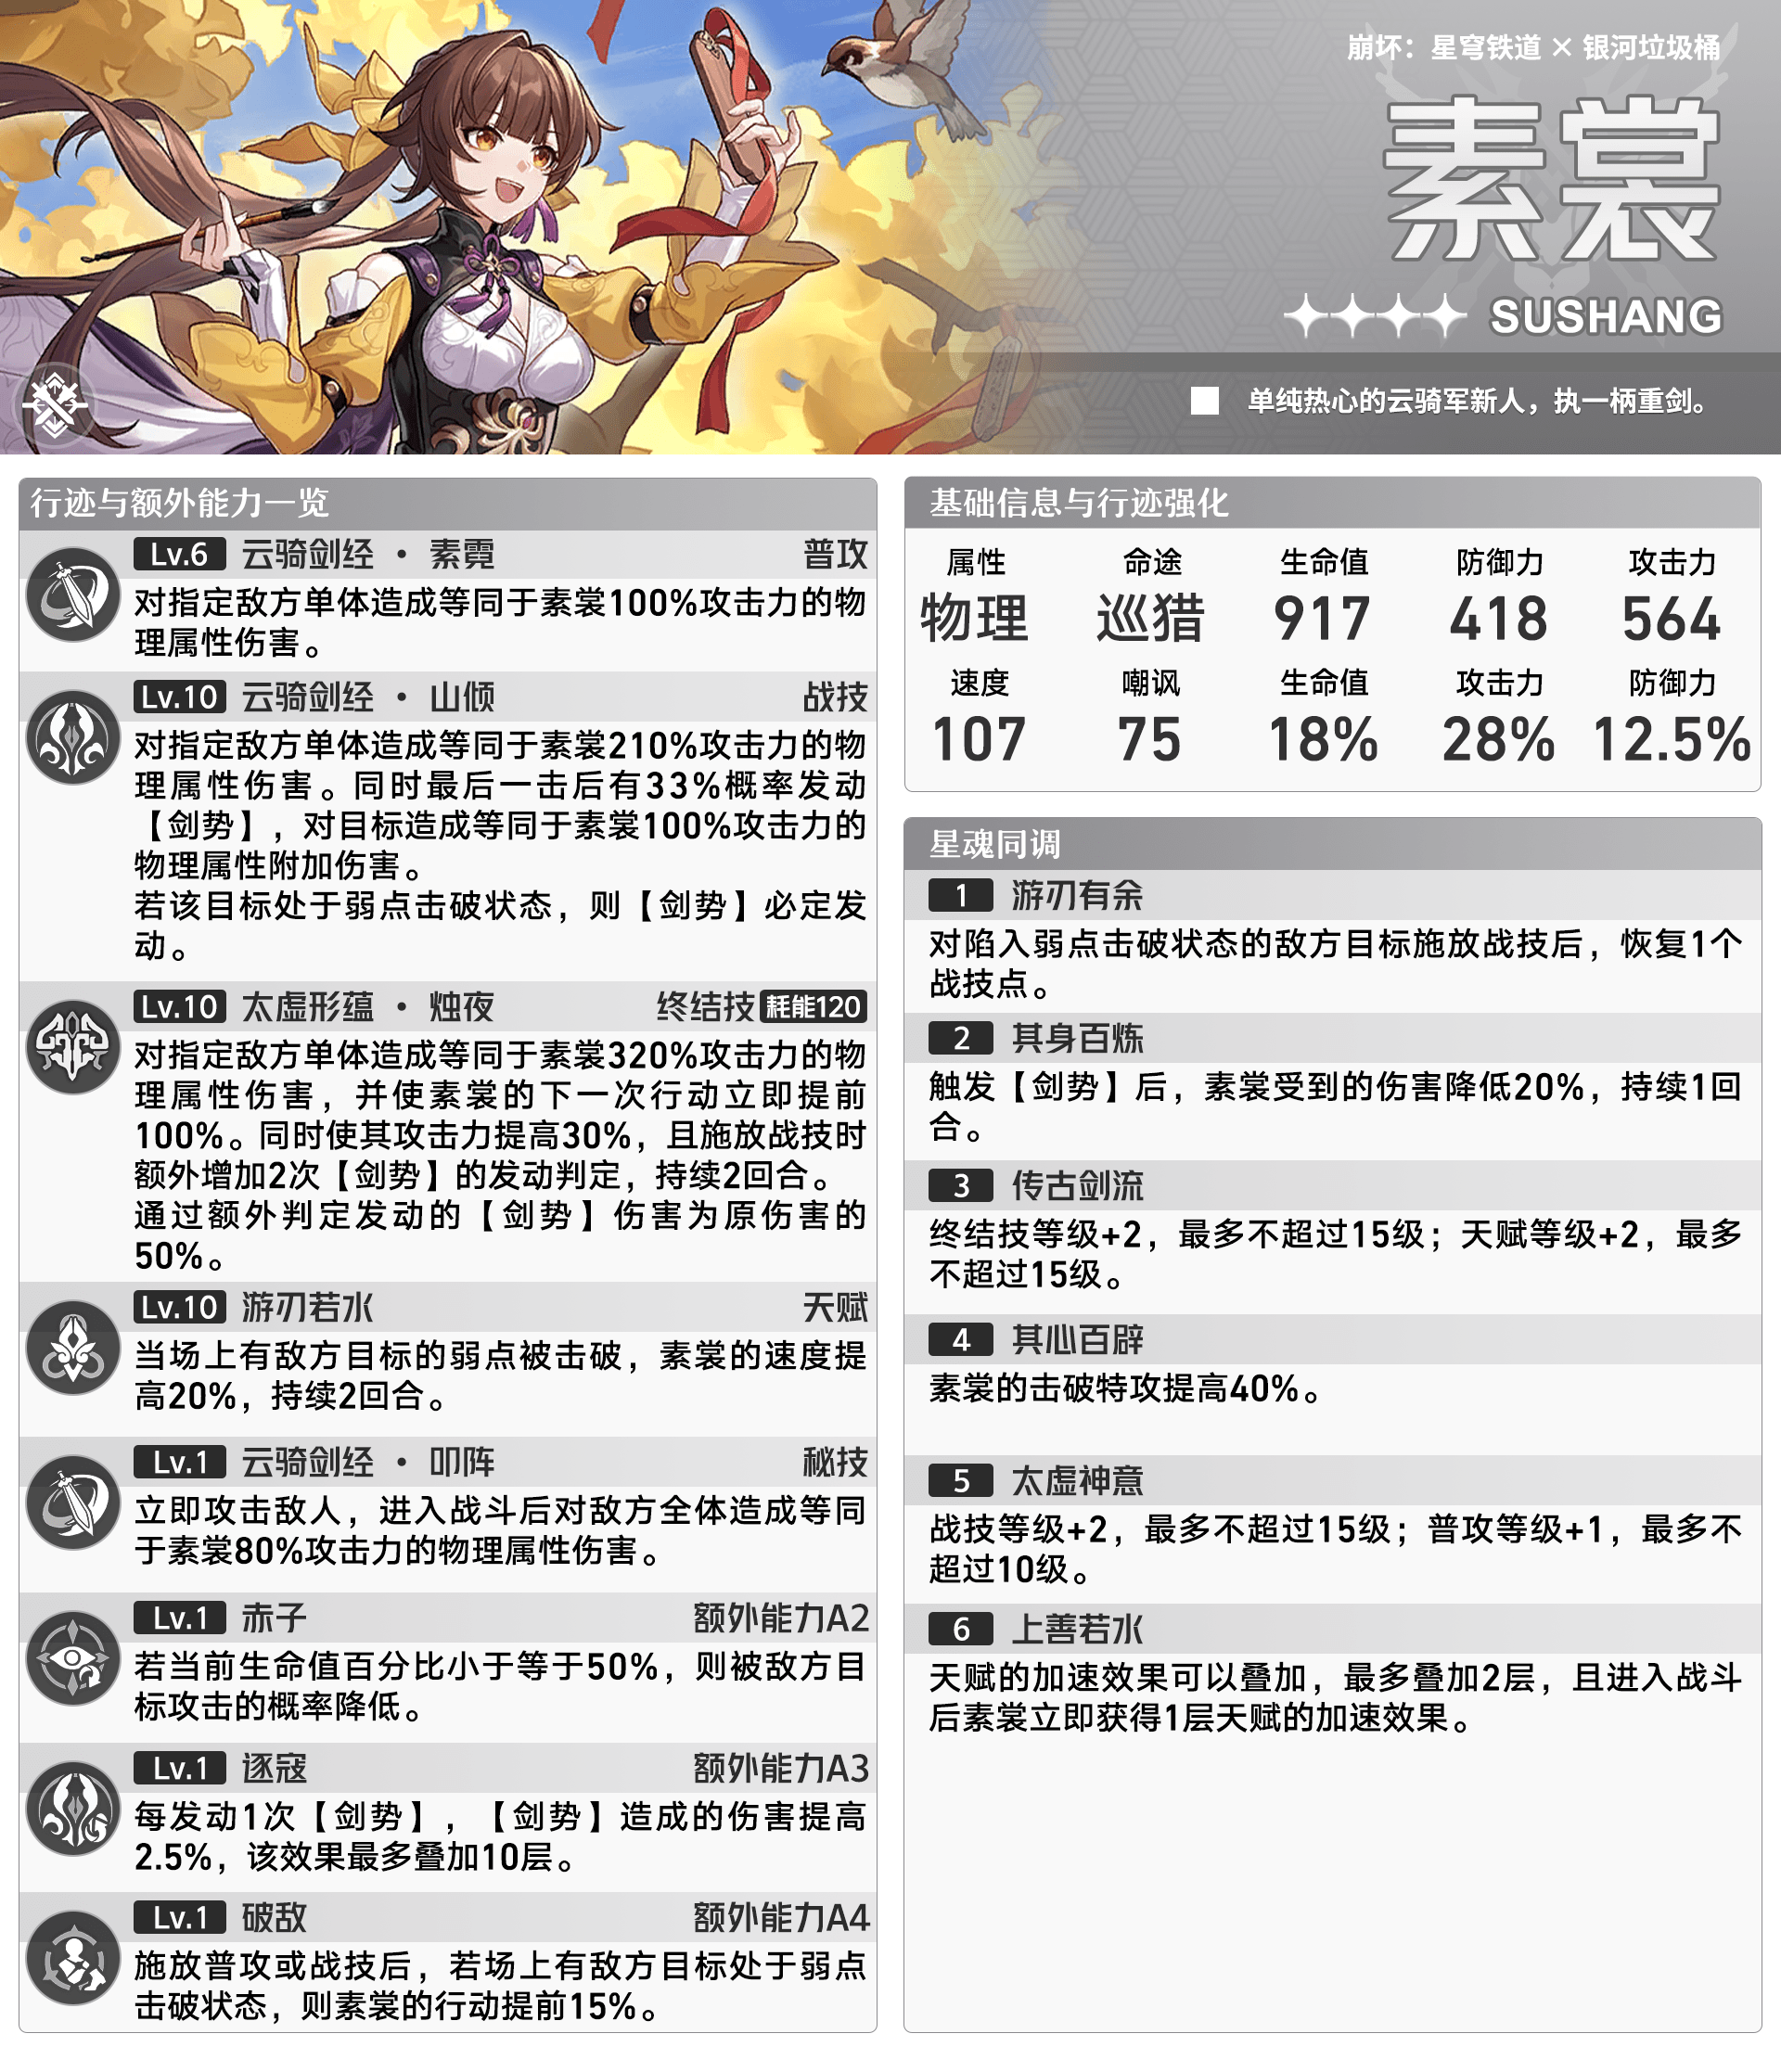 崩坏：星穹铁道 × 银河垃圾桶
素裳
SUSHANG
单纯热心的云骑军新人，执一柄重剑。
行迹与额外能力一览
Lv.6 云骑剑经 · 素霓 普攻
对指定敌方单体造成等同于素裳100%攻击力的物
理属性伤害。
Lv.10 云骑剑经 · 山倾 战技
对指定敌方单体造成等同于素裳210%攻击力的物
理属性伤害。同时最后一击后有33%概率发动
【剑势】，对目标造成等同于素裳100%攻击力的
物理属性附加伤害。
若该目标处于弱点击破状态，则【剑势】必定发
动。
Lv.10 太虚形蕴 · 烛夜 终结技 耗能120
对指定敌方单体造成等同于素裳320%攻击力的物
理属性伤害，并使素裳的下一次行动立即提前
100%。同时使其攻击力提高30%，且施放战技时
额外增加2次【剑势】的发动判定，持续2回合。
通过额外判定发动的【剑势】伤害为原伤害的
50%。
Lv.10 游刃若水 天赋
当场上有敌方目标的弱点被击破，素裳的速度提
高20%，持续2回合。
Lv.1 云骑剑经 · 叩阵 秘技
立即攻击敌人，进入战斗后对敌方全体造成等同
于素裳80%攻击力的物理属性伤害。
Lv.1 赤子 额外能力A2
若当前生命值百分比小于等于50%，则被敌方目
标攻击的概率降低。
Lv.1 逐寇 额外能力A3
每发动1次【剑势】，【剑势】造成的伤害提高
2.5%，该效果最多叠加10层。
Lv.1 破敌 额外能力A4
施放普攻或战技后，若场上有敌方目标处于弱点
击破状态，则素裳的行动提前15%。
基础信息与行迹强化
属性 命途 生命值 防御力 攻击力
物理 巡猎 917 418 564
速度 嘲讽 生命值 攻击力 防御力
107 75 18% 28% 12.5%
星魂同调
1 游刃有余
对陷入弱点击破状态的敌方目标施放战技后，恢复1个
战技点。
2 其身百炼
触发【剑势】后，素裳受到的伤害降低20%，持续1回
合。
3 传古剑流
终结技等级+2，最多不超过15级；天赋等级+2，最多
不超过15级。
4 其心百辟
素裳的击破特攻提高40%。
5 太虚神意
战技等级+2，最多不超过15级；普攻等级+1，最多不
超过10级。
6 上善若水
天赋的加速效果可以叠加，最多叠加2层，且进入战斗
后素裳立即获得1层天赋的加速效果。